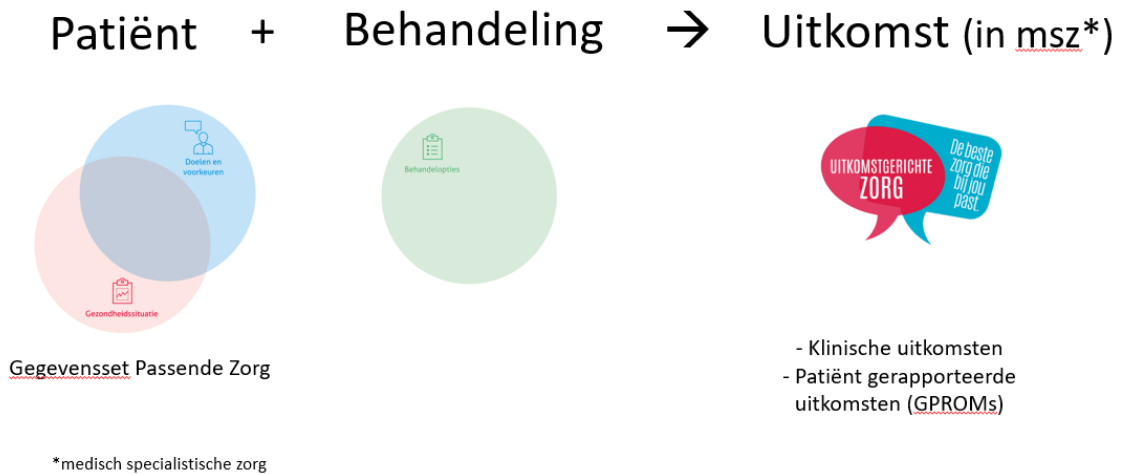 Patiënt + Behandeling → Uitkomst (in msz*)
Doelen en
voorkeuren
Gezondheidssituatie
Behandelopties
UITKOMSTGERICHTE
ZORG
De beste
zorg die
bij jou
past.
Gegevensset Passende Zorg
- Klinische uitkomsten
- Patiënt gerapporteerde
uitkomsten (GPROMs)
*medisch specialistische zorg